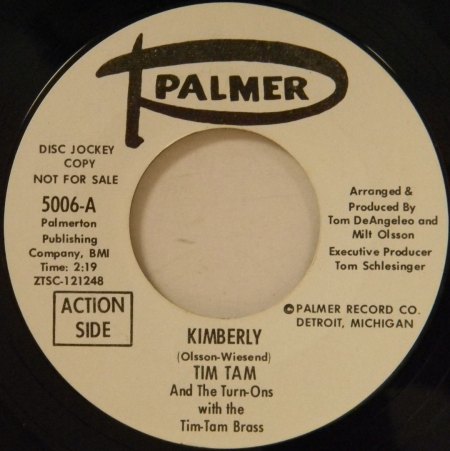 PALMER
DISC JOCKEY
COPY
NOT FOR SALE
5006-A
Palmerton
Publishing
Company, BMI
Time: 2:19
ZTSC-121248
ACTION
SIDE
Arranged &
Produced By
Tom DeAngeleo and
Milt Olsson
Executive Producer
Tom Schlesinger
©PALMER RECORD CO.
DETROIT, MICHIGAN
KIMBERLY
(Olsson-Wiesend)
TIM TAM
And The Turn-Ons
with the
Tim-Tam Brass